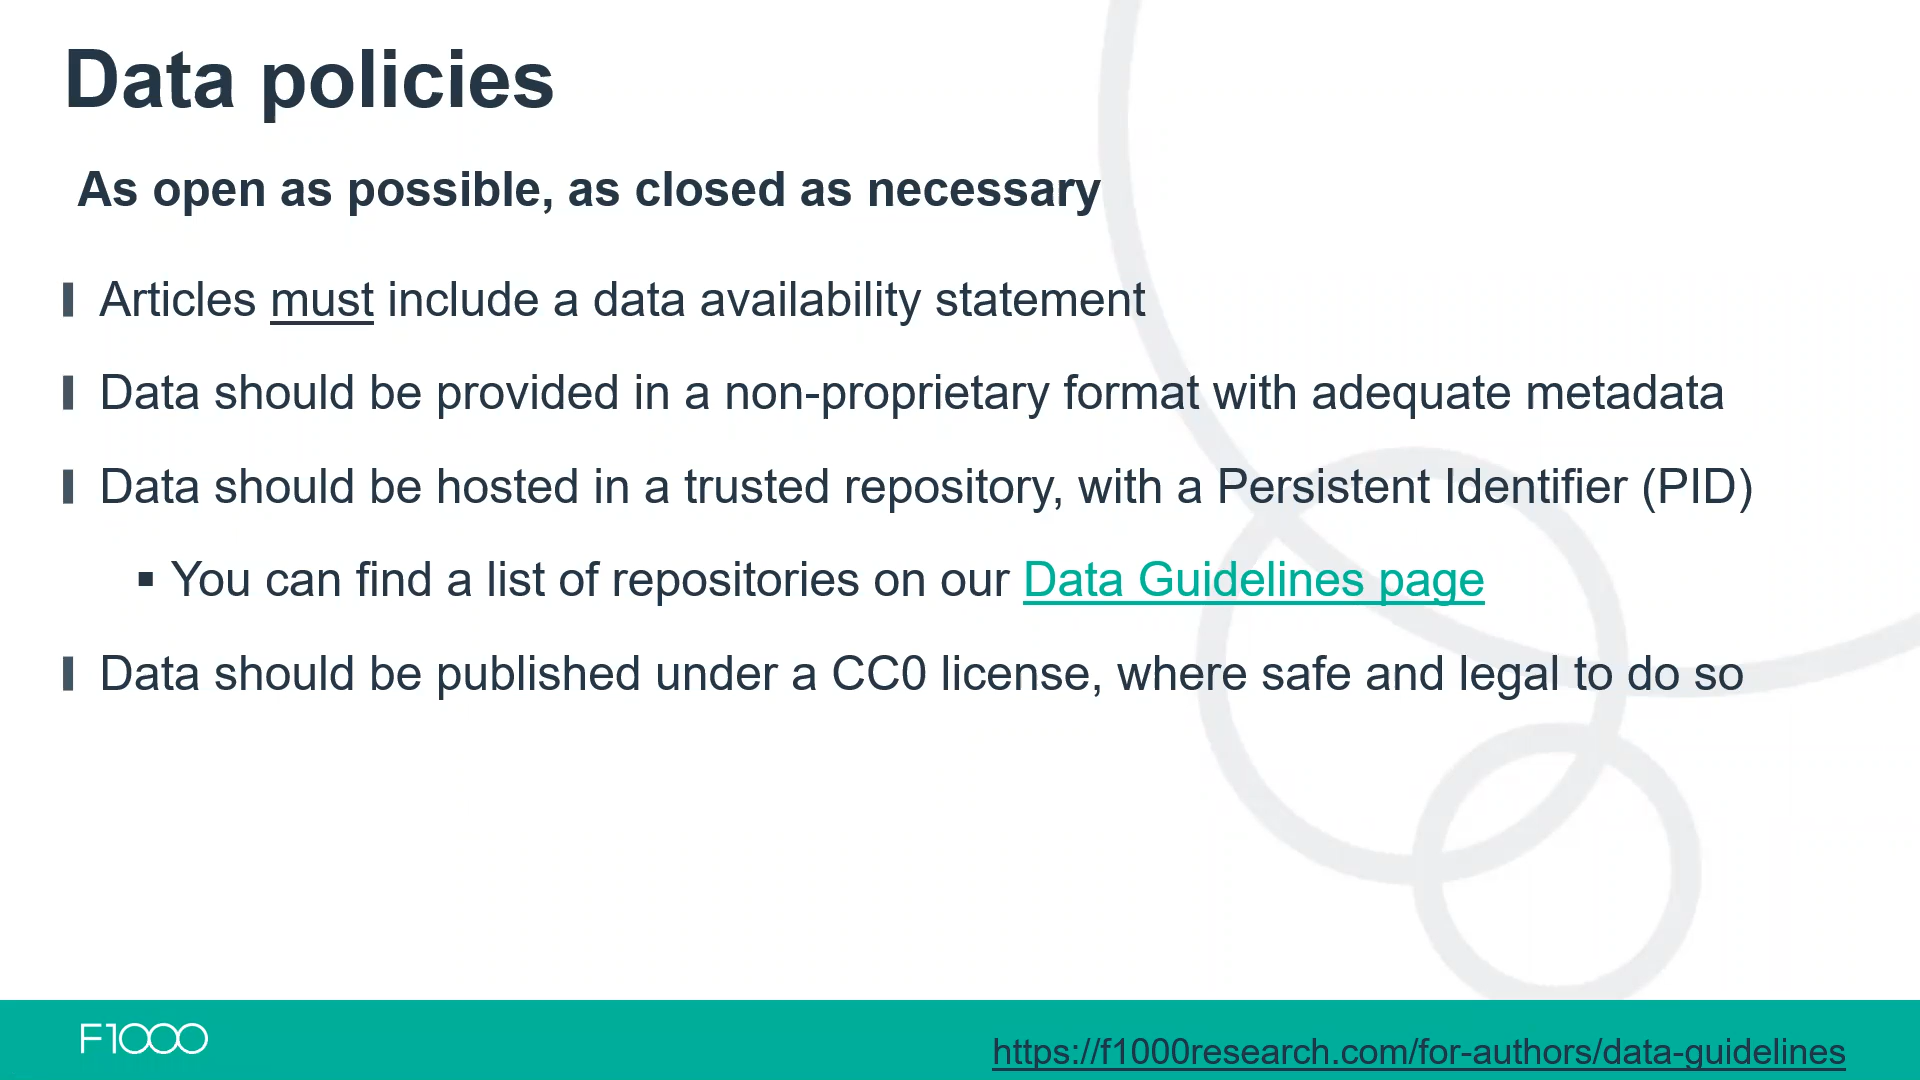 Data policies
As open as possible, as closed as necessary
Articles must include a data availability statement
Data should be provided in a non-proprietary format with adequate metadata
Data should be hosted in a trusted repository, with a Persistent Identifier (PID)
You can find a list of repositories on our Data Guidelines page
Data should be published under a CC0 license, where safe and legal to do so
F1000
https://f1000research.com/for-authors/data-guidelines